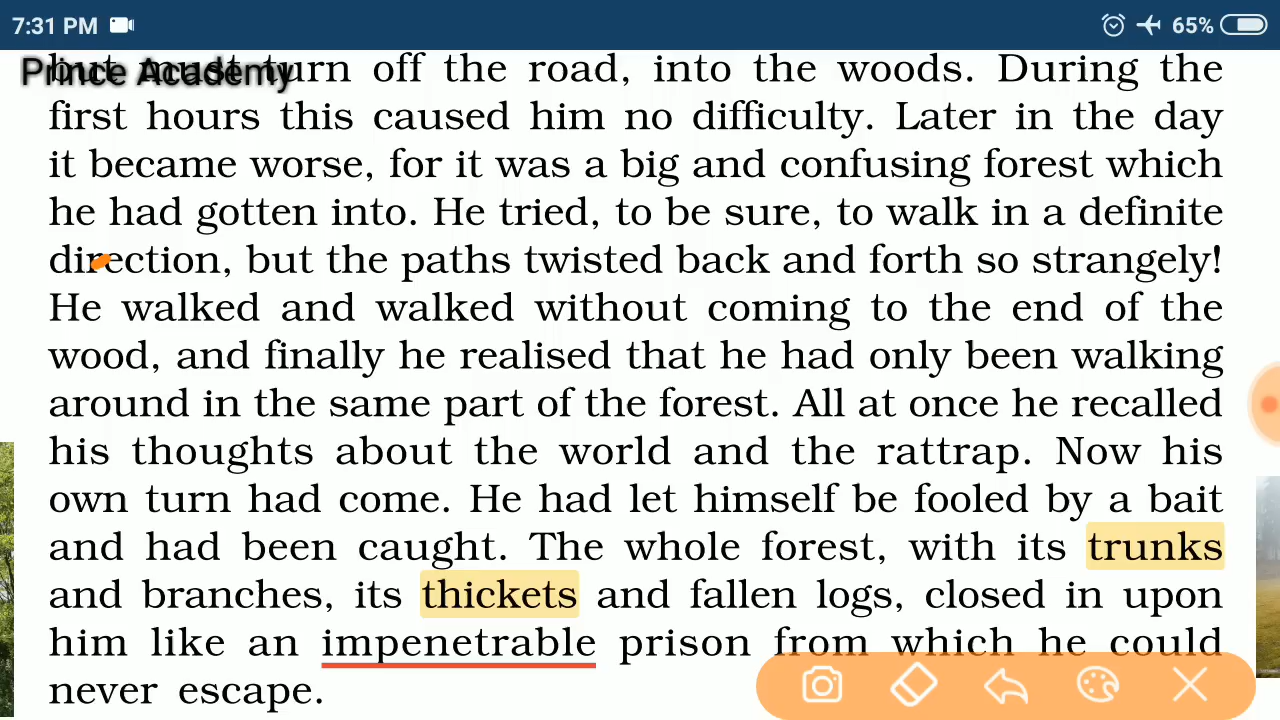 7:31 PM 65%
Prince Academy
but must turn off the road, into the woods. During the
first hours this caused him no difficulty. Later in the day
it became worse, for it was a big and confusing forest which
he had gotten into. He tried, to be sure, to walk in a definite
direction, but the paths twisted back and forth so strangely!
He walked and walked without coming to the end of the
wood, and finally he realised that he had only been walking
around in the same part of the forest. All at once he recalled
his thoughts about the world and the rattrap. Now his
own turn had come. He had let himself be fooled by a bait
and had been caught. The whole forest, with its trunks
and branches, its thickets and fallen logs, closed in upon
him like an impenetrable prison from which he could
never escape.